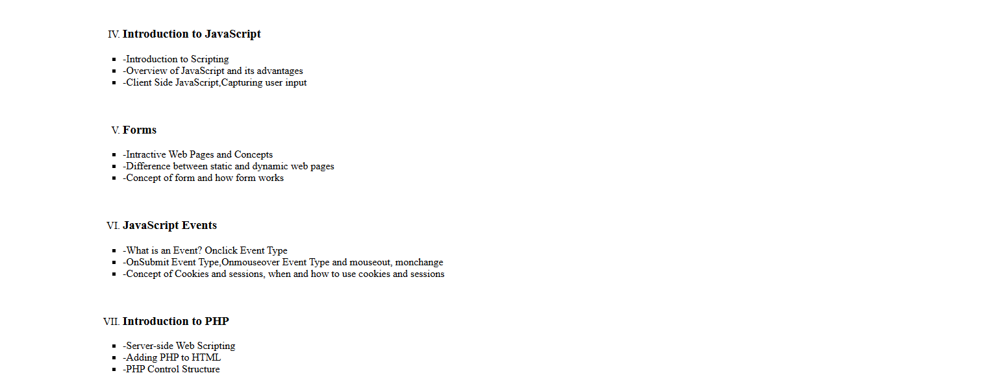 IV. Introduction to JavaScript
▪ -Introduction to Scripting
▪ -Overview of JavaScript and its advantages
▪ -Client Side JavaScript,Capturing user input
V. Forms
▪ -Intractive Web Pages and Concepts
▪ -Difference between static and dynamic web pages
▪ -Concept of form and how form works
VI. JavaScript Events
▪ -What is an Event? Onclick Event Type
▪ -OnSubmit Event Type,Onmouseover Event Type and mouseout, monchange
▪ -Concept of Cookies and sessions, when and how to use cookies and sessions
VII. Introduction to PHP
▪ -Server-side Web Scripting
▪ -Adding PHP to HTML
▪ -PHP Control Structure